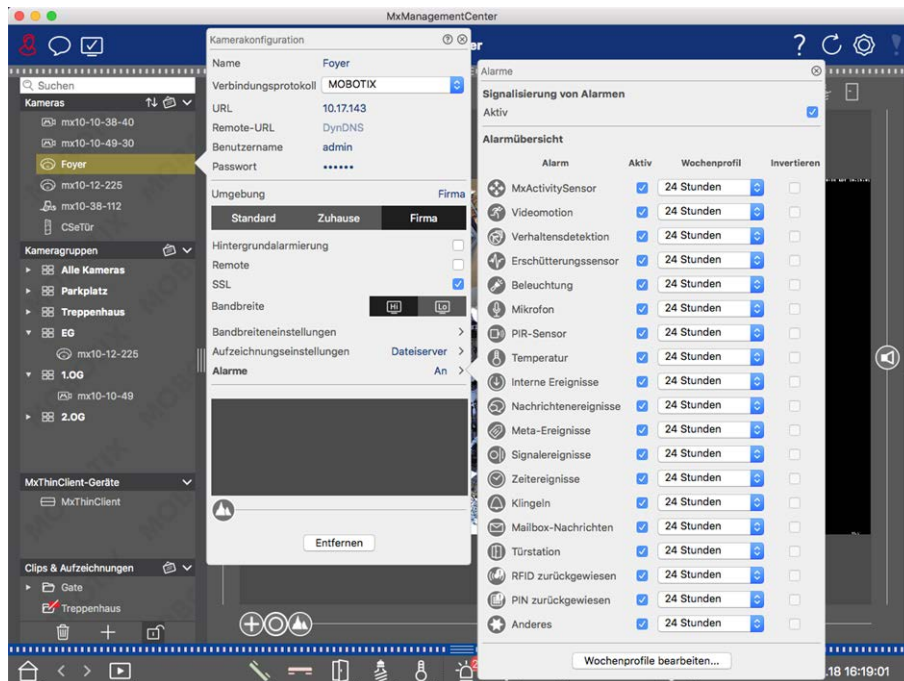 MxManagementCenter
Suchen
Kameras
mx10-10-38-40
mx10-10-49-30
Foyer
mx10-12-225
mx10-38-112
CSeTür
Kameragruppen
Alle Kameras
Parkplatz
Treppenhaus
EG
mx10-12-225
1.OG
mx10-10-49
2.OG
MxThinClient-Geräte
MxThinClient
Clips & Aufzeichnungen
Gate
Treppenhaus
Kamerakonfiguration
Name Foyer
Verbindungsprotokoll MOBOTIX
URL 10.17.143
Remote-URL DynDNS
Benutzername admin
Passwort ••••••
Umgebung Firma
Standard Zuhause Firma
Hintergrundalarmierung
Remote
SSL
Bandbreite Hi Lo
Bandbreiteneinstellungen
Aufzeichnungseinstellungen Dateiserver
Alarme An
Entfernen
er
Alarme
Signalisierung von Alarmen
Aktiv
Alarmübersicht
Alarm Aktiv Wochenprofil Invertieren
MxActivitySensor 24 Stunden
Videomotion 24 Stunden
Verhaltensdetektion 24 Stunden
Erschütterungssensor 24 Stunden
Beleuchtung 24 Stunden
Mikrofon 24 Stunden
PIR-Sensor 24 Stunden
Temperatur 24 Stunden
Interne Ereignisse 24 Stunden
Nachrichtenereignisse 24 Stunden
Meta-Ereignisse 24 Stunden
Signalereignisse 24 Stunden
Zeitereignisse 24 Stunden
Klingeln 24 Stunden
Mailbox-Nachrichten 24 Stunden
Türstation 24 Stunden
RFID zurückgewiesen 24 Stunden
PIN zurückgewiesen 24 Stunden
Anderes 24 Stunden
Wochenprofile bearbeiten...
2
.18 16:19:01